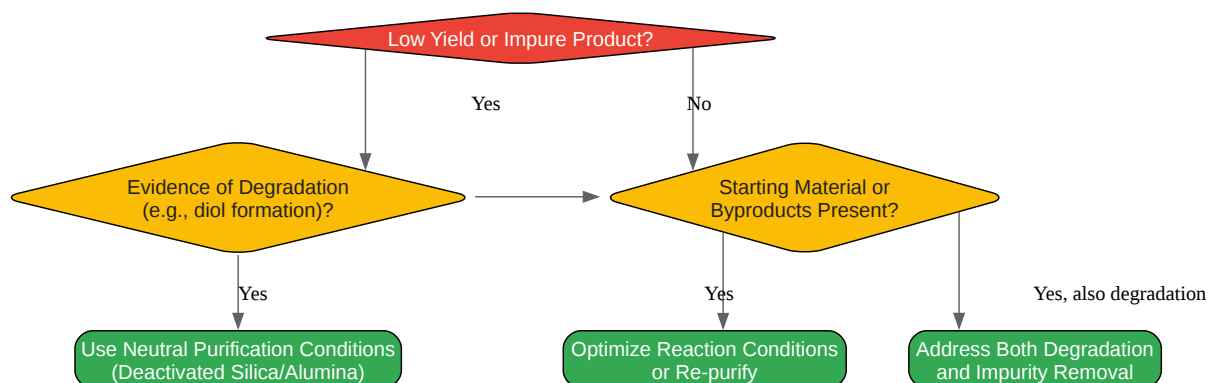 Low Yield or Impure Product?
Yes
No
Evidence of Degradation
(e.g., diol formation)?
Starting Material or
Byproducts Present?
Yes
Yes
Yes, also degradation
Use Neutral Purification Conditions
(Deactivated Silica/Alumina)
Optimize Reaction Conditions
or Re-purify
Address Both Degradation
and Impurity Removal